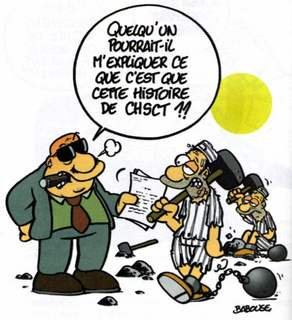 QUELQU'UN
POURRAIT-IL
M'EXPLIQUER CE
QUE C'EST QUE
CETTE HISTOIRE
DE CHSCT ??
BABOUSE